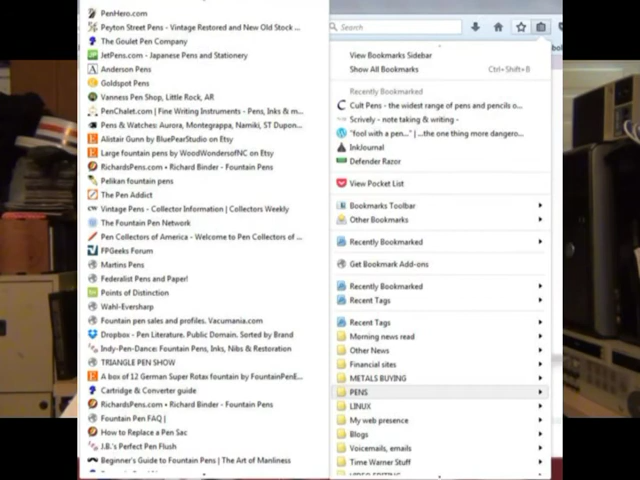 PenHero.com
Peyton Street Pens - Vintage Restored and New Old Stock ...
The Goulet Pen Company
JetPens.com - Japanese Pens and Stationery
Anderson Pens
Goldspot Pens
Vanness Pen Shop, Little Rock, AR
PenChalet.com | Fine Writing Instruments - Pens, Inks & m...
Pens & Watches: Aurora, Montegrappa, Namiki, ST Dupon...
Alistair Gunn by BluePearStudio on Etsy
Large fountain pens by WoodWondersofNC on Etsy
RichardsPens.com • Richard Binder - Fountain Pens
Pelikan fountain pens
The Pen Addict
Vintage Pens - Collector Information | Collectors Weekly
The Fountain Pen Network
Pen Collectors of America - Welcome to Pen Collectors of ...
FPGeeks Forum
Martins Pens
Federalist Pens and Paper!
Points of Distinction
Wahl-Eversharp
Fountain pen sales and profiles. Vacumania.com
Dropbox - Pen Literature. Public Domain. Sorted by Brand
Indy-Pen-Dance: Fountain Pens, Inks, Nibs & Restoration
TRIANGLE PEN SHOW
A box of 12 German Super Rotas fountain by FountainPenE...
Cartridge & Converter guide
RichardsPens.com • Richard Binder - Fountain Pens
Fountain Pen FAQ |
How to Replace a Pen Sac
J.B.'s Perfect Pen Flush
Beginner's Guide to Fountain Pens | The Art of Manliness
Search
View Bookmarks Sidebar
Show All Bookmarks Ctrl+Shift+B
Recently Bookmarked
Cult Pens - the widest range of pens and pencils o...
Scrively - note taking & writing -
"fool with a pen..." | ...the one thing more dangero...
InkJournal
Defender Razor
View Pocket List
Bookmarks Toolbar
Other Bookmarks
Recently Bookmarked
Get Bookmark Add-ons
Recently Bookmarked
Recent Tags
Recent Tags
Morning news read
Other News
Financial sites
METALS BUYING
PENS
LINUX
My web presence
Blogs
Voicemails, emails
Time Warner Stuff